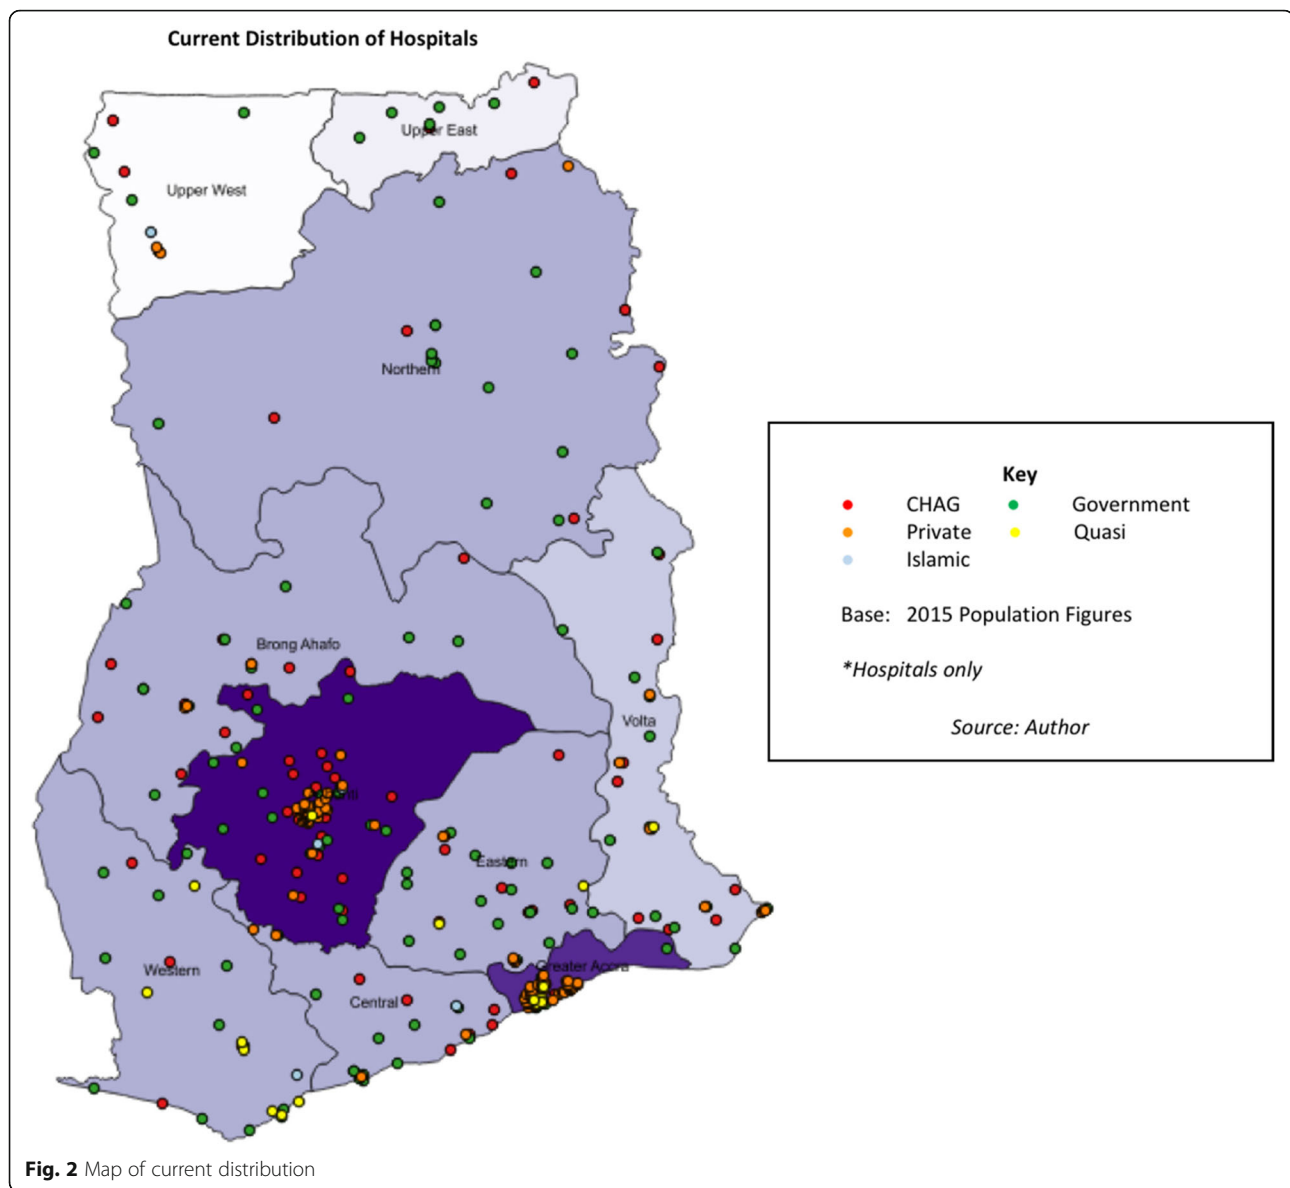 Current Distribution of Hospitals
Upper East
Upper West
Northern
Brong Ahafo
Volta
Eastern
Greater Accra
Western
Central
Key
CHAG Government
Private Quasi
Islamic
Base: 2015 Population Figures
*Hospitals only
Source: Author
Fig. 2 Map of current distribution